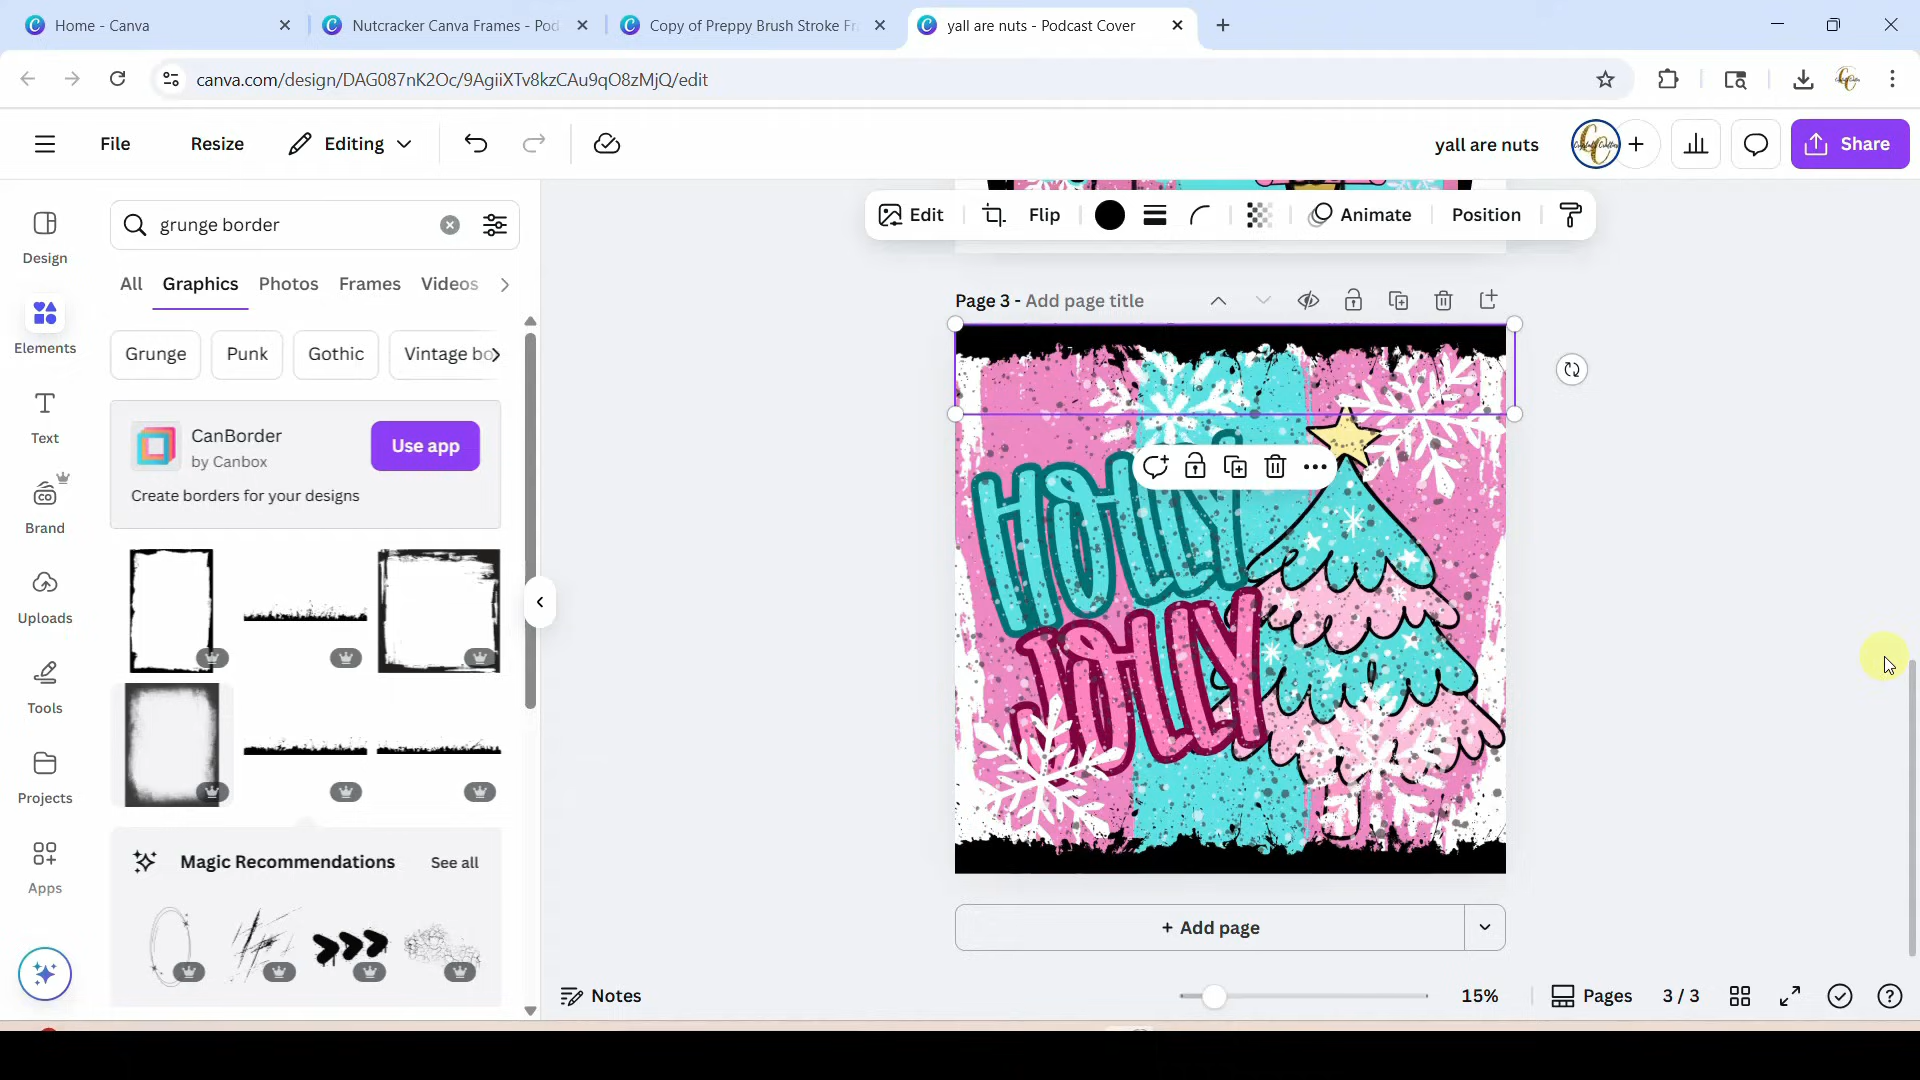 Home - Canva
Nutcracker Canva Frames - Pod
Copy of Preppy Brush Stroke Fr
yall are nuts - Podcast Cover
canva.com/design/DAG087nK2Oc/9AgiiXTv8kzCAu9qO8zMjQ/edit
File
Resize
Editing
yall are nuts
Share
Design
Elements
Text
Brand
Uploads
Tools
Projects
Apps
grunge border
All
Graphics
Photos
Frames
Videos
Grunge
Punk
Gothic
Vintage bo
CanBorder
by Canbox
Create borders for your designs
Use app
Magic Recommendations
See all
Edit
Flip
Animate
Position
Page 3 - Add page title
HOLLY
JOLLY
+ Add page
Notes
15%
Pages
3 / 3